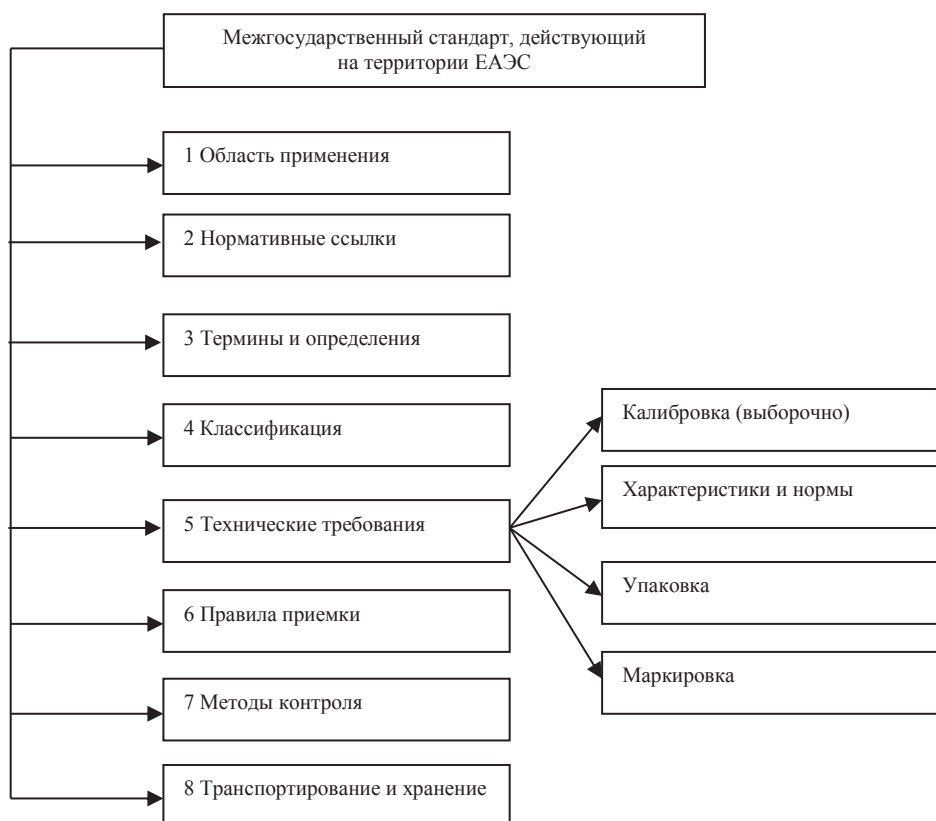 Межгосударственный стандарт, действующий
на территории ЕАЭС
1 Область применения
2 Нормативные ссылки
3 Термины и определения
4 Классификация
5 Технические требования
6 Правила приемки
7 Методы контроля
8 Транспортирование и хранение
Калибровка (выборочно)
Характеристики и нормы
Упаковка
Маркировка